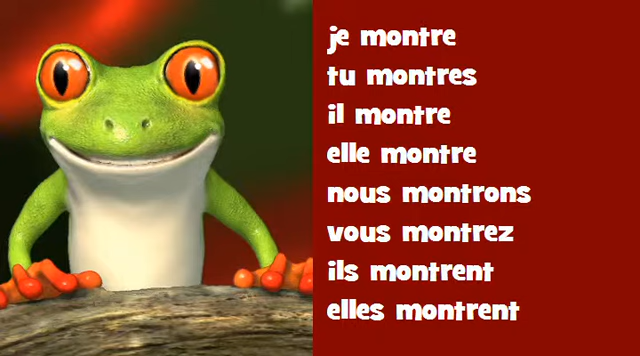 je montre
tu montres
il montre
elle montre
nous montrons
vous montrez
ils montrent
elles montrent